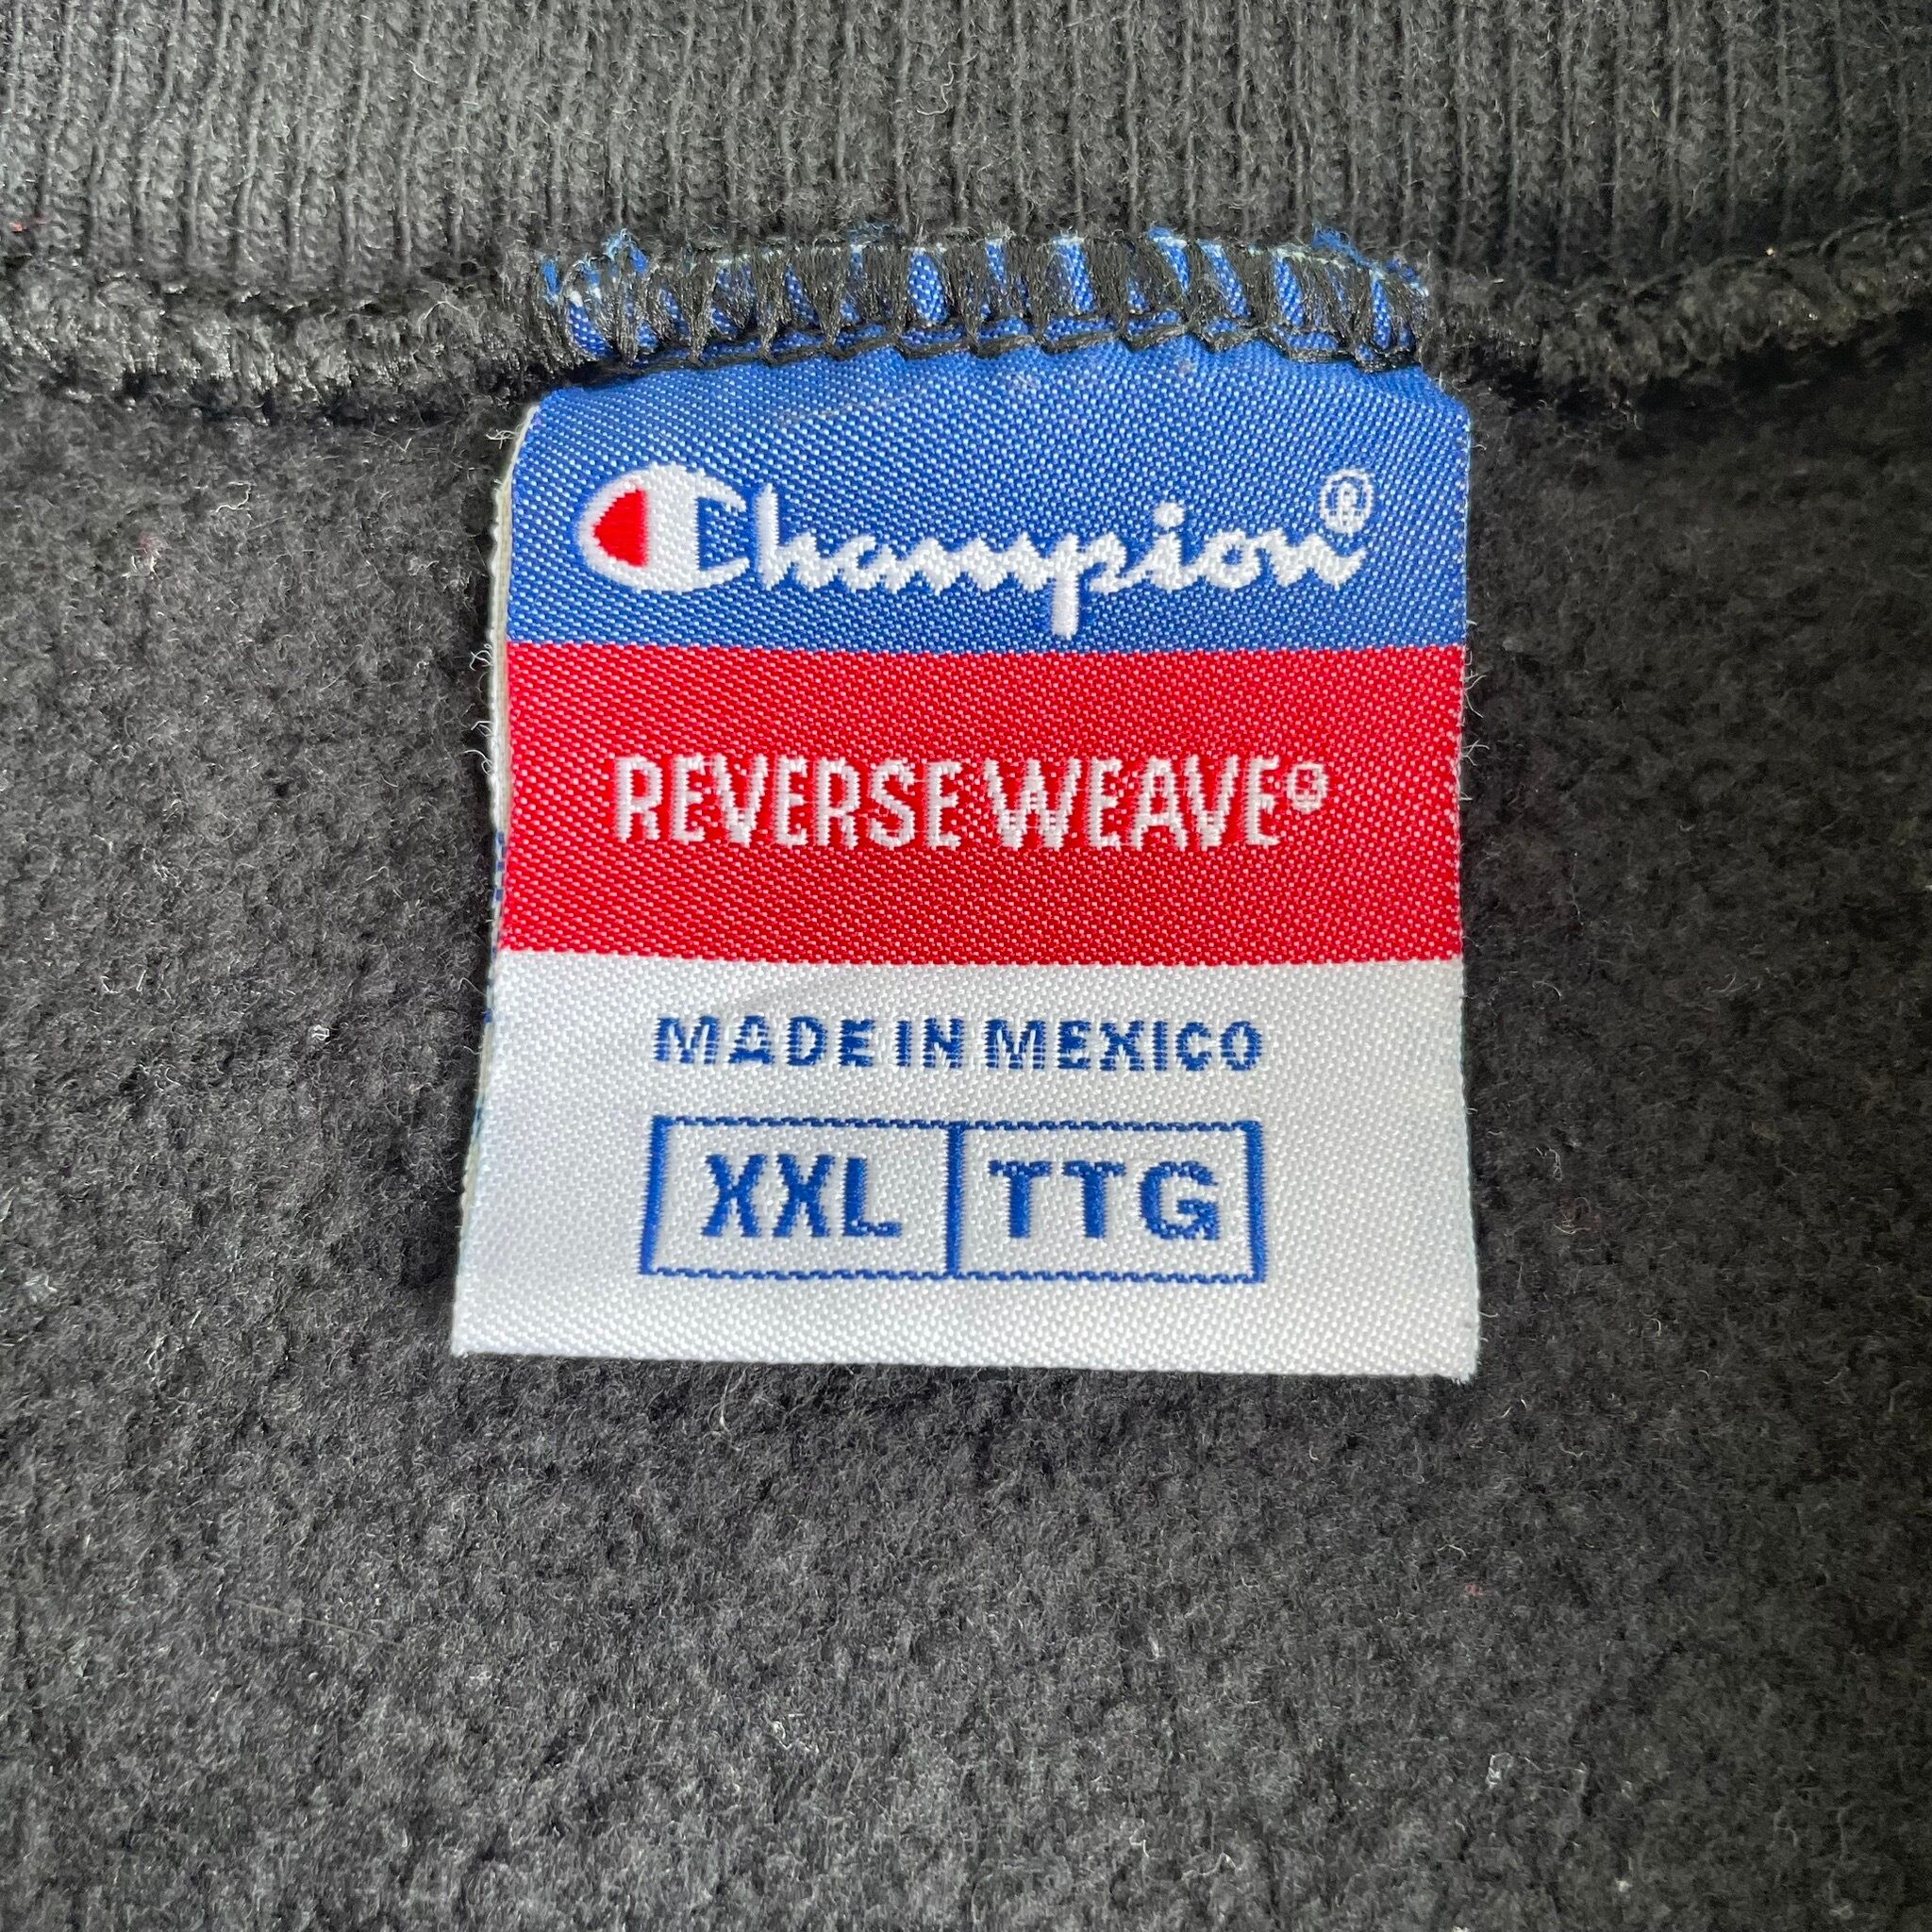 Champion®
REVERSE WEAVE®
MADE IN MEXICO
XXL TTG